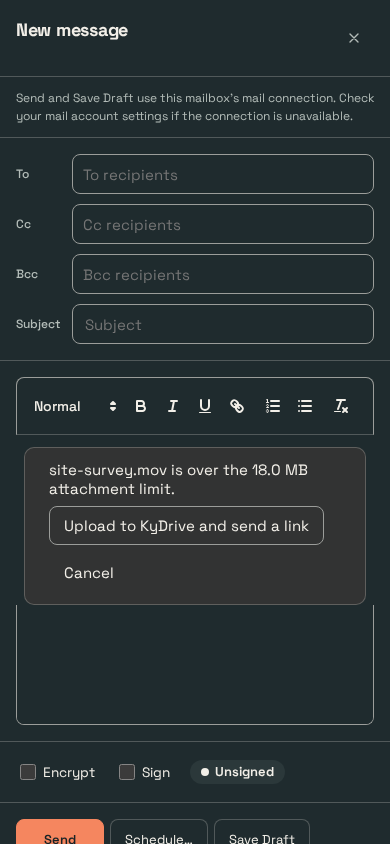 New message
Send and Save Draft use this mailbox's mail connection. Check
your mail account settings if the connection is unavailable.
To
To recipients
Cc
Cc recipients
Bcc
Bcc recipients
Subject
Subject
Normal
site-survey.mov is over the 18.0 MB
attachment limit.
Upload to KyDrive and send a link
Cancel
Encrypt
Sign
Unsigned
Send
Schedule...
Save Draft